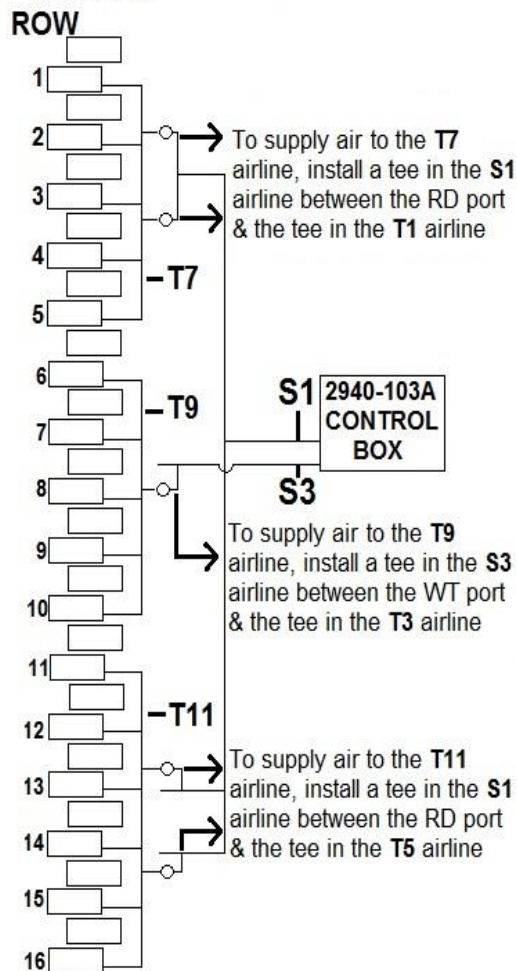 ROW
1
2
To supply air to the T7
airline, install a tee in the S1
airline between the RD port
& the tee in the T1 airline
3
4
T7
5
6
S1
2940-103A
CONTROL
BOX
T9
7
8
S3
To supply air to the T9
airline, install a tee in the S3
airline between the WT port
& the tee in the T3 airline
9
10
11
T11
12
To supply air to the T11
airline, install a tee in the S1
airline between the RD port
& the tee in the T5 airline
13
14
15
16